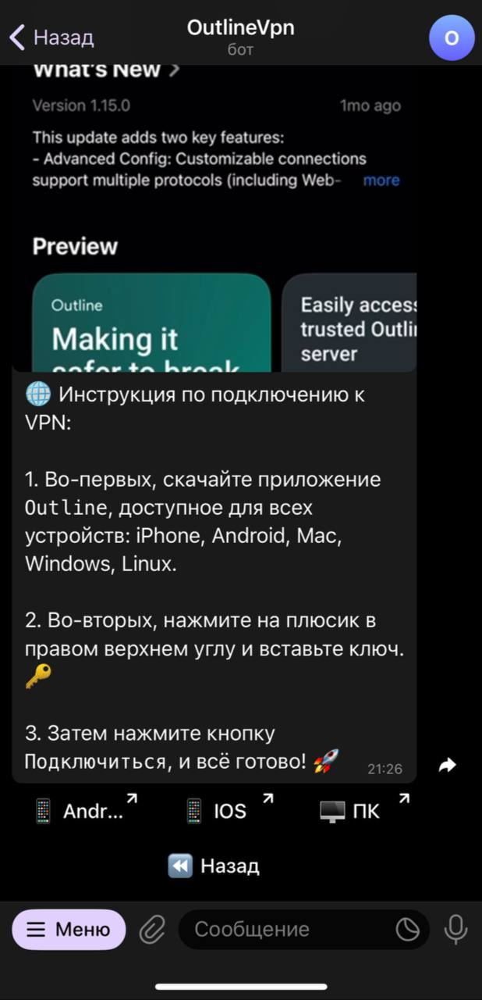 Назад
OutlineVpn
бот
O
What's New
Version 1.15.0
1mo ago
This update adds two key features:
- Advanced Config: Customizable connections
support multiple protocols (including Web-
more
Preview
Outline
Making it
safer to break
Easily access
trusted Outli
server
Инструкция по подключению к
VPN:
1. Во-первых, скачайте приложение
Outline, доступное для всех
устройств: iPhone, Android, Mac,
Windows, Linux.
2. Во-вторых, нажмите на плюсик в
правом верхнем углу и вставьте ключ.
3. Затем нажмите кнопку
Подключиться, и всё готово!
21:26
Andr...
IOS
ПК
Назад
Меню
Сообщение